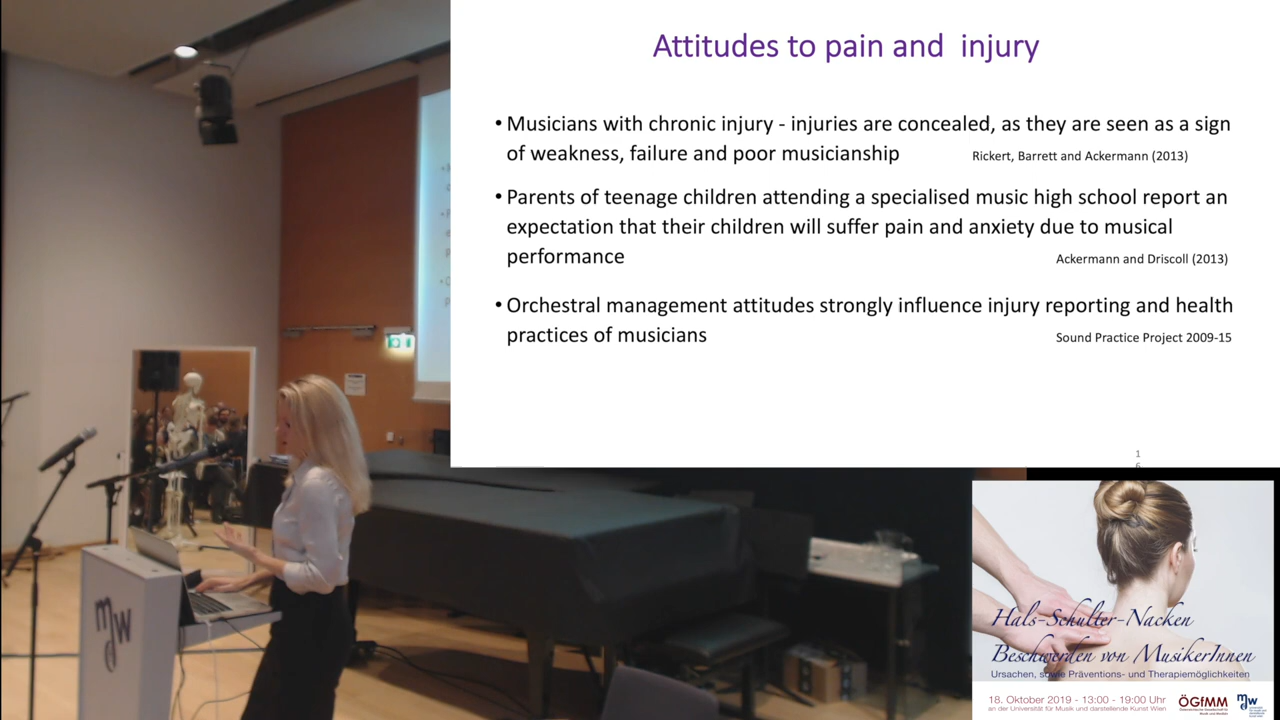 Attitudes to pain and injury
• Musicians with chronic injury - injuries are concealed, as they are seen as a sign
of weakness, failure and poor musicianship
Rickert, Barrett and Ackermann (2013)
• Parents of teenage children attending a specialised music high school report an
expectation that their children will suffer pain and anxiety due to musical
performance
Ackermann and Driscoll (2013)
• Orchestral management attitudes strongly influence injury reporting and health
practices of musicians
Sound Practice Project 2009-15
1
6
mdw
Hals-Schulter-Nacken
Beschwerden von MusikerInnen
Ursachen, sowie Präventions- und Therapiemöglichkeiten
18. Oktober 2019 - 13:00 - 19:00 Uhr
an der Universität für Musik und darstellende Kunst Wien
ÖGfMM
mdw